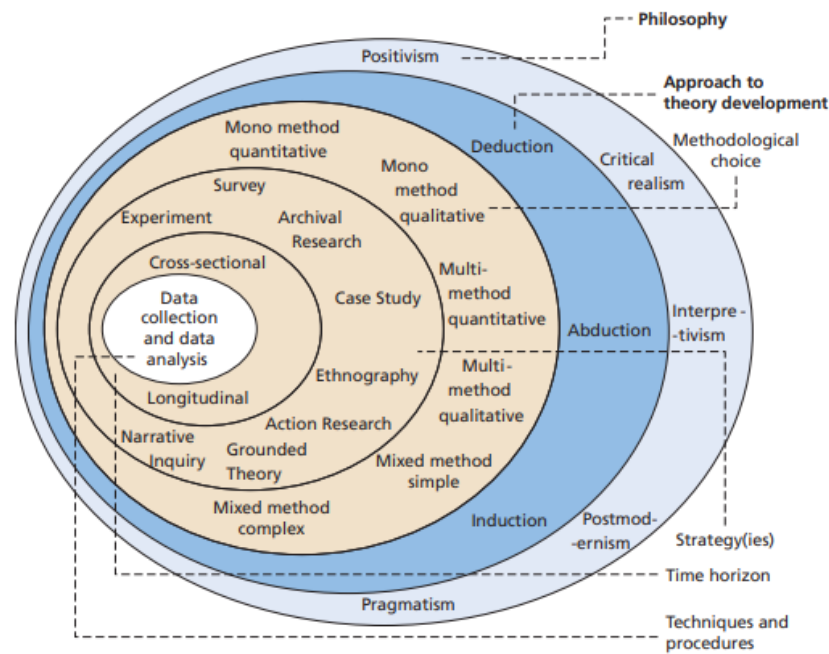 Philosophy
Positivism
Approach to
theory development
Mono method
quantitative
Deduction
Methodological
choice
Critical
realism
Mono
method
qualitative
Survey
Experiment
Archival
Research
Cross-sectional
Multi-
method
quantitative
Data
collection
and data
analysis
Case Study
Interpre-
-tivism
Abduction
Ethnography
Multi-
method
qualitative
Longitudinal
Action Research
Narrative
Inquiry
Grounded
Theory
Mixed method
simple
Mixed method
complex
Induction
Postmod-
-ernism
Strategy(ies)
Time horizon
Pragmatism
Techniques and
procedures